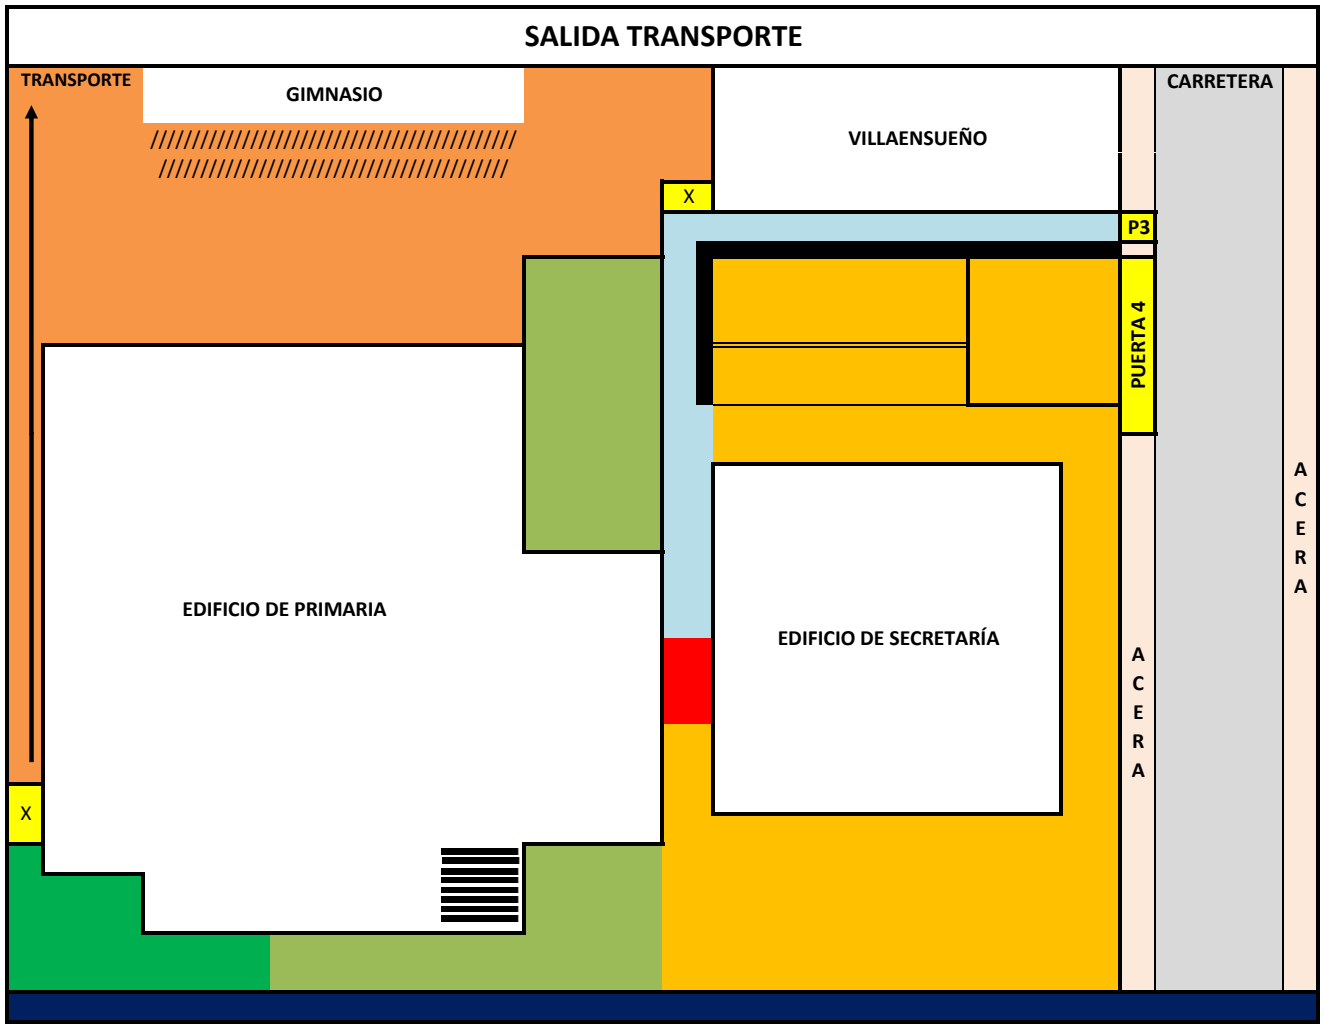 SALIDA TRANSPORTE
TRANSPORTE
GIMNASIO
////////////////////////////////////////////
//////////////////////////////////////////
CARRETERA
VILLAENSUEÑO
X
P3
PUERTA 4
EDIFICIO DE PRIMARIA
EDIFICIO DE SECRETARÍA
A
C
E
R
A
A
C
E
R
A
X